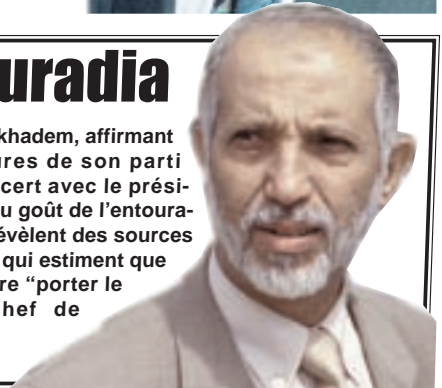 uradia
khadem, affirmant
ures de son parti
cert avec le prési-
u goût de l’entoura-
évèlent des sources
qui estiment que
re “porter le
hef de